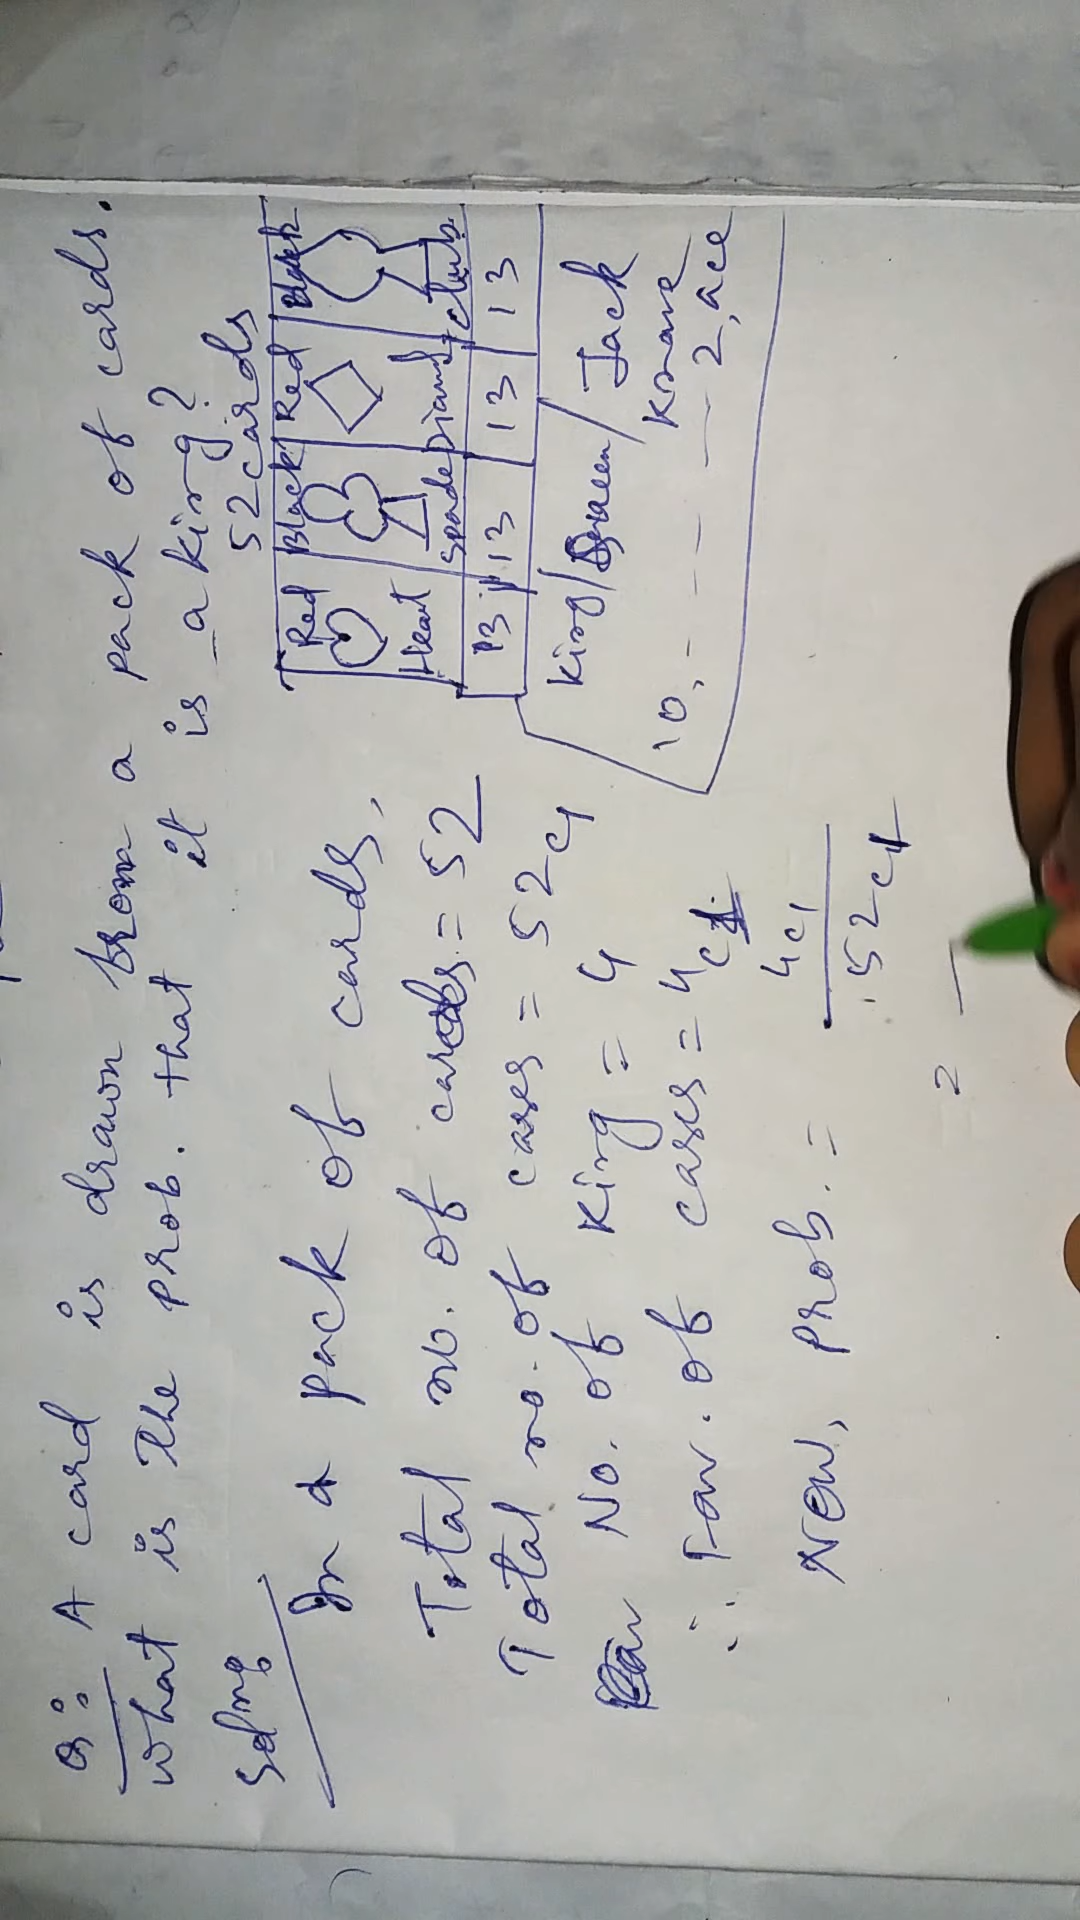 Q: A card is drawn from a pack of cards.
what is the prob. that it is a king?
52 cards
Red Black Red Black
Heart Spade Diamd Club
13 13 13 13
King/Queen/Jack
Knave
10, - - - - 2, ace
Solng
In a pack of cards,
Total no. of cards = 52
Total no. of cases = 52c1
No. of King = 4
∴ Fav. of cases = 4c1
Now, Prob. = 4c1
52c1
=